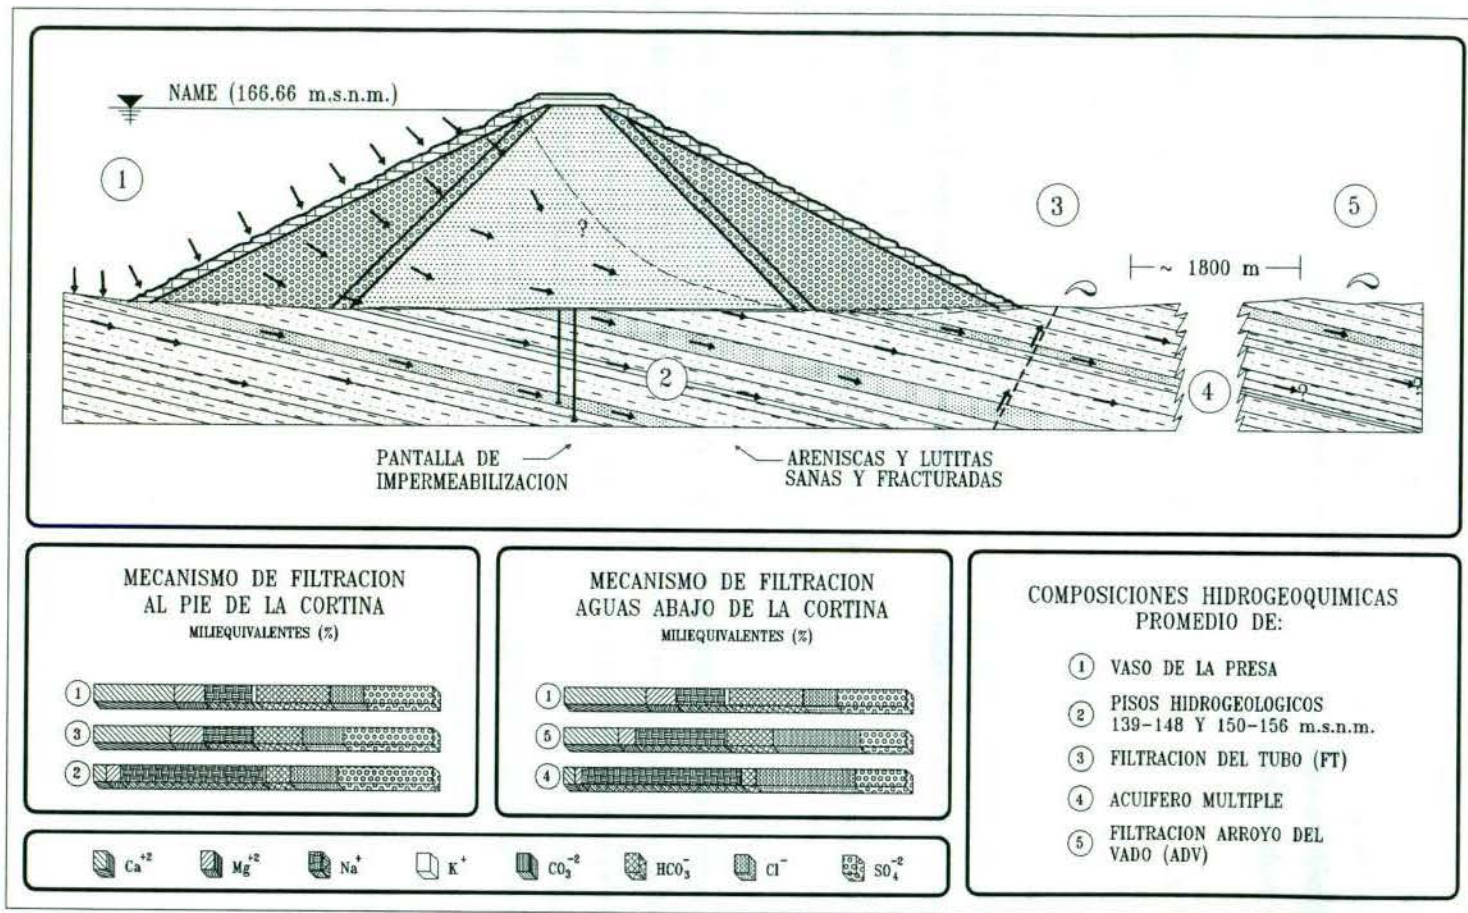 NAME (166.66 m.s.n.m.)
1
3
5
~ 1800 m
?
2
4
?
?
PANTALLA DE
IMPERMEABILIZACION
ARENISCAS Y LUTITAS
SANAS Y FRACTURADAS
MECANISMO DE FILTRACION
AL PIE DE LA CORTINA
MILIEQUIVALENTES (%)
1
3
2
MECANISMO DE FILTRACION
AGUAS ABAJO DE LA CORTINA
MILIEQUIVALENTES (%)
1
5
4
COMPOSICIONES HIDROGEOQUIMICAS
PROMEDIO DE:
1 VASO DE LA PRESA
2 PISOS HIDROGEOLOGICOS
139-148 Y 150-156 m.s.n.m.
3 FILTRACION DEL TUBO (FT)
4 ACUIFERO MULTIPLE
5 FILTRACION ARROYO DEL
VADO (ADV)
Ca+2 Mg+2 Na+ K+ CO3-2 HCO3- Cl- SO4-2